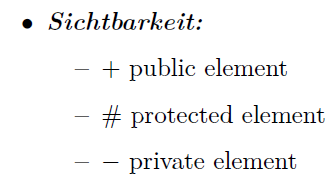 • Sichtbarkeit:
– + public element
– # protected element
– − private element